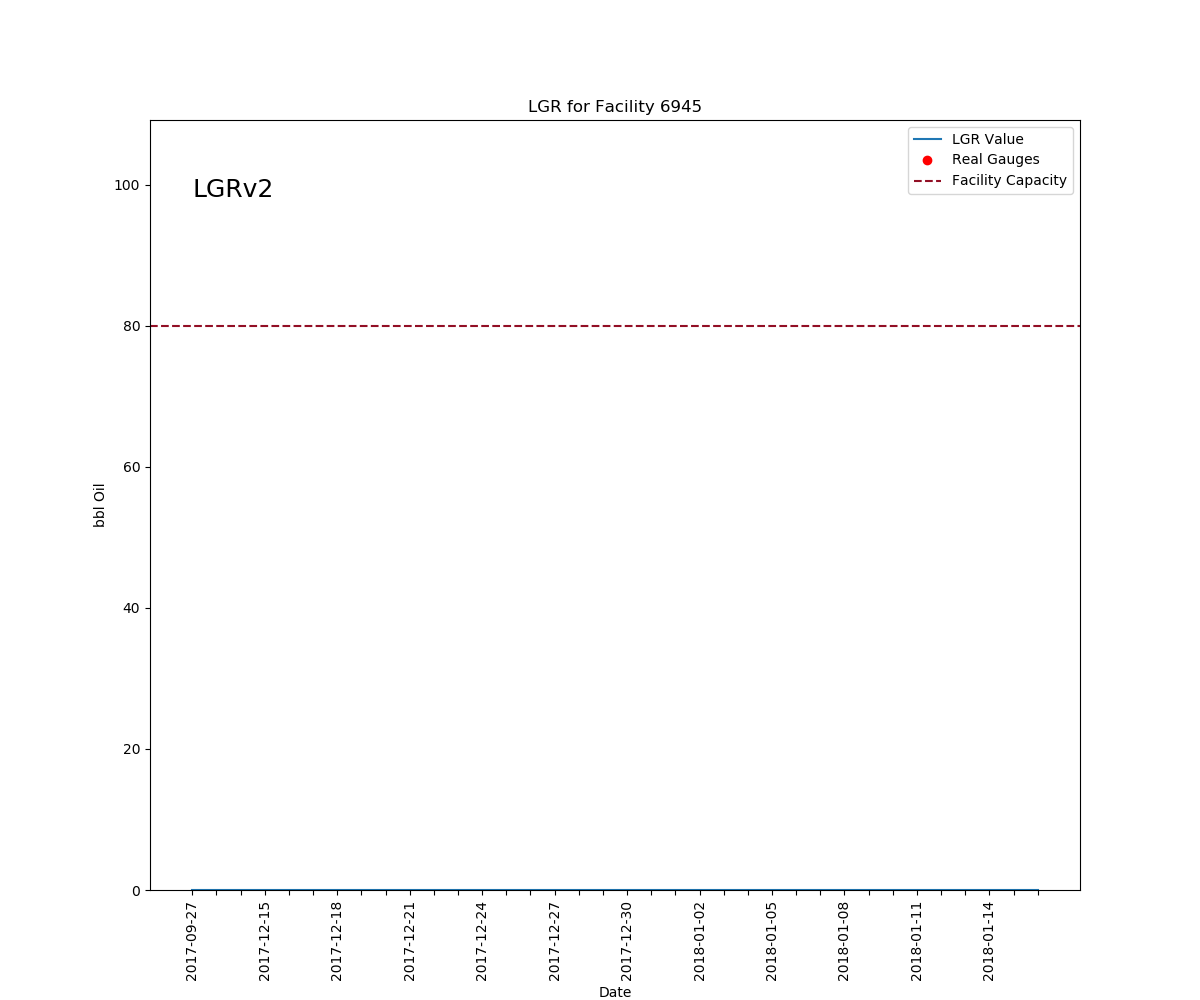 LGR for Facility 6945
LGR Value
Real Gauges
Facility Capacity
LGRv2
100
80
60
40
20
0
bbl Oil
2017-09-27
2017-12-15
2017-12-18
2017-12-21
2017-12-24
2017-12-27
2017-12-30
2018-01-02
2018-01-05
2018-01-08
2018-01-11
2018-01-14
Date